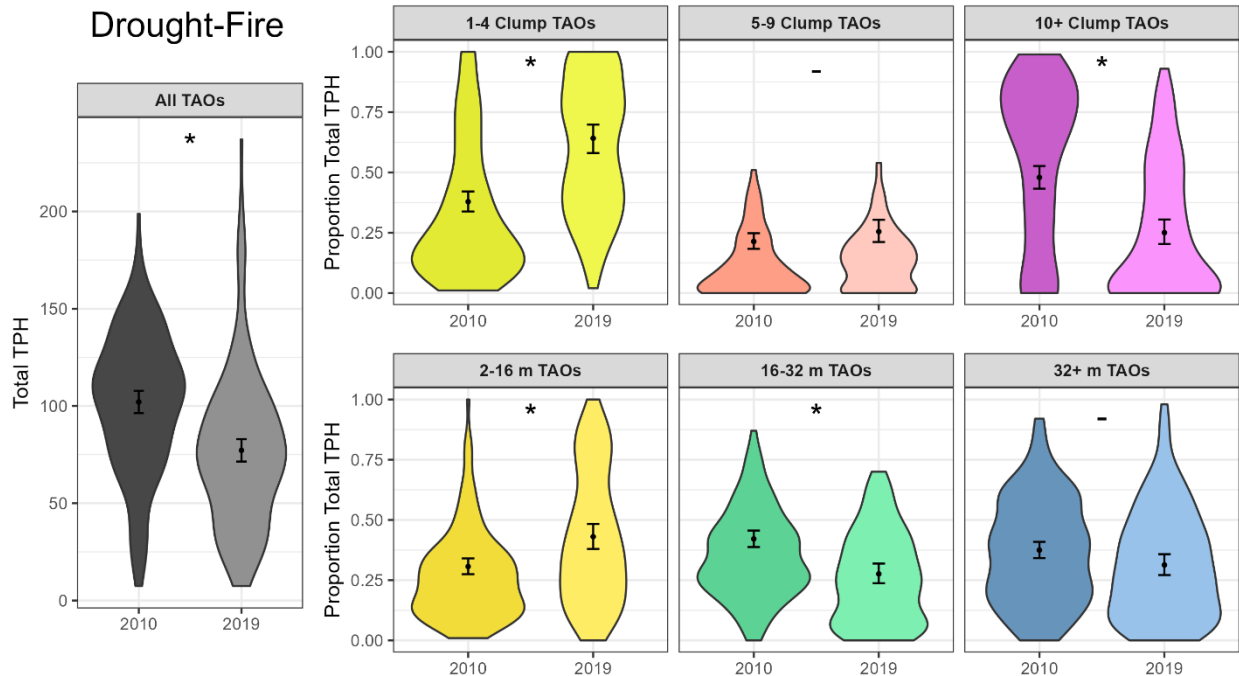 Drought-Fire
All TAOs
*
Total TPH
200
150
100
50
0
2010 2019
1-4 Clump TAOs
*
Proportion Total TPH
1.00
0.75
0.50
0.25
0.00
2010 2019
5-9 Clump TAOs
-
2010 2019
10+ Clump TAOs
*
2010 2019
2-16 m TAOs
*
Proportion Total TPH
1.00
0.75
0.50
0.25
0.00
2010 2019
16-32 m TAOs
*
2010 2019
32+ m TAOs
-
2010 2019